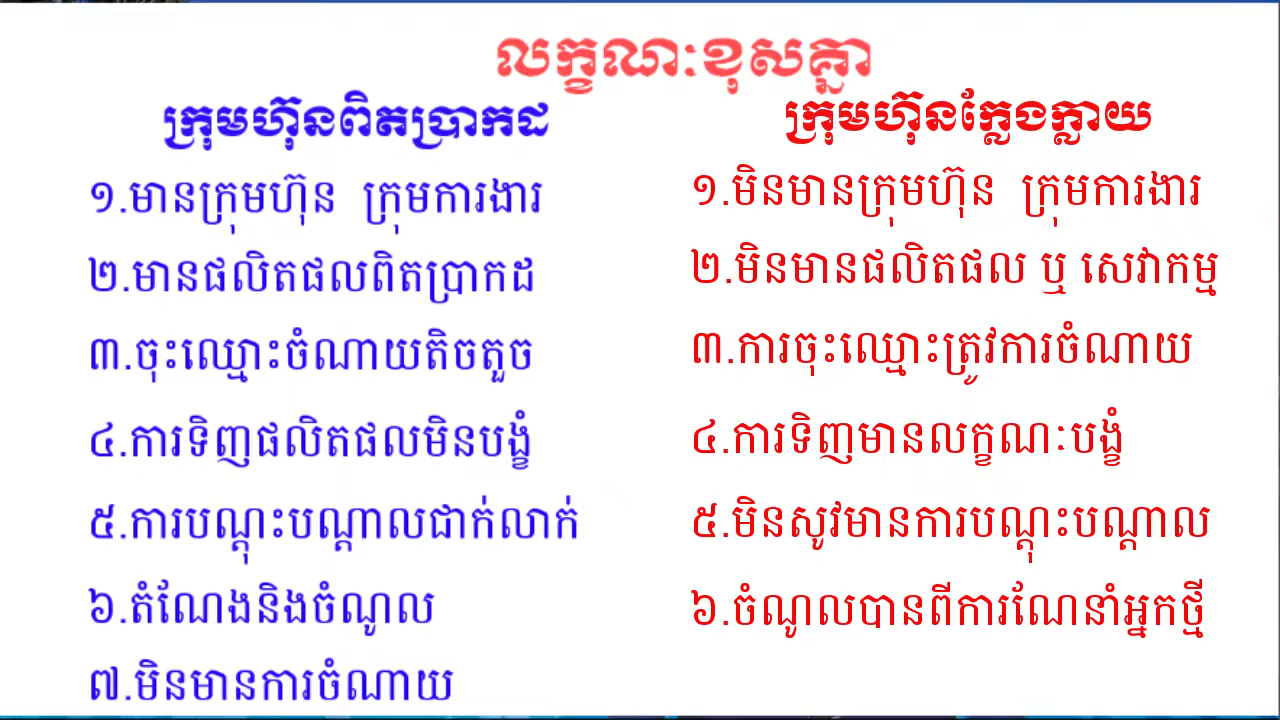 លក្ខណៈខុសគ្នា
ក្រុមហ៊ុនពិតប្រាកដ
១.មានក្រុមហ៊ុន ក្រុមការងារ
២.មានផលិតផលពិតប្រាកដ
៣.ចុះឈ្មោះចំណាយតិចតួច
៤.ការទិញផលិតផលមិនបង្ខំ
៥.ការបណ្តុះបណ្តាលជាក់លាក់
៦.តំណែងនិងចំណូល
៧.មិនមានការចំណាយ
ក្រុមហ៊ុនក្លែងក្លាយ
១.មិនមានក្រុមហ៊ុន ក្រុមការងារ
២.មិនមានផលិតផល ឬ សេវាកម្ម
៣.ការចុះឈ្មោះត្រូវការចំណាយ
៤.ការទិញមានលក្ខណៈបង្ខំ
៥.មិនសូវមានការបណ្តុះបណ្តាល
៦.ចំណូលបានពីការណែនាំអ្នកថ្មី